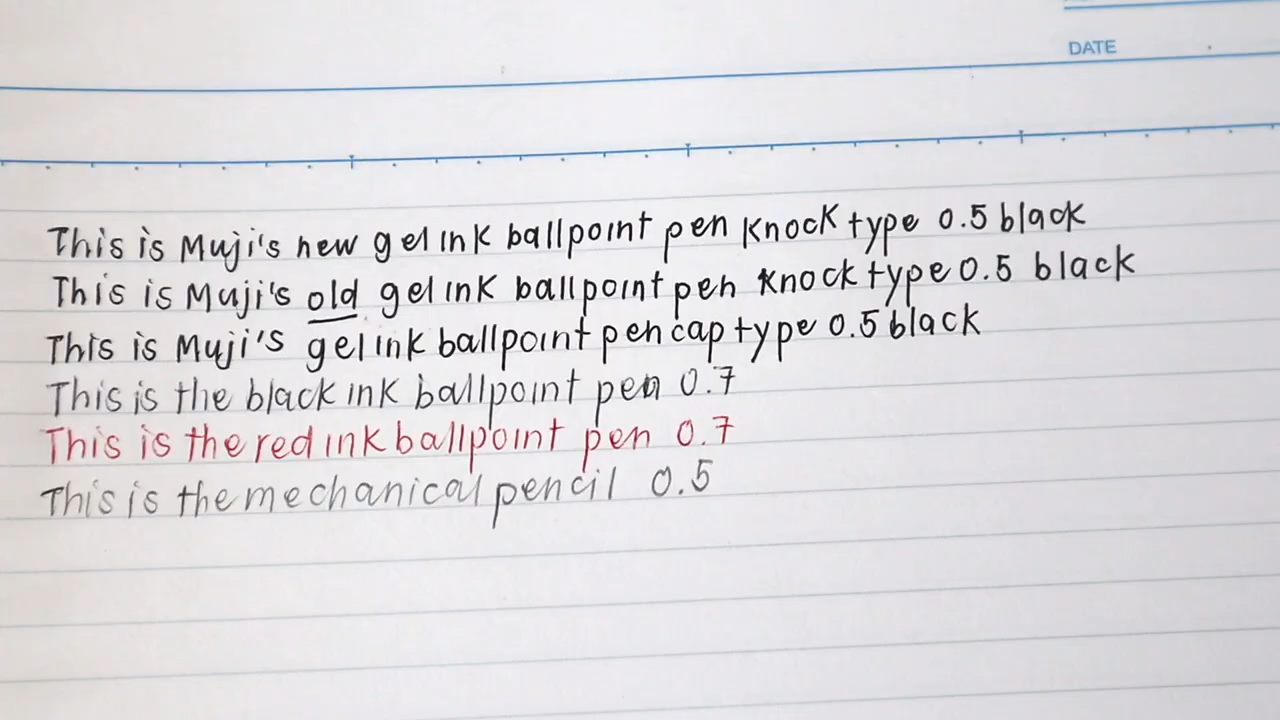 DATE
This is Muji's new gel ink ballpoint pen knock type 0.5 black
This is Muji's old gel ink ballpoint pen knock type 0.5 black
This is Muji's gel ink ballpoint pen cap type 0.5 black
This is the black ink ballpoint pen 0.7
This is the red ink ballpoint pen 0.7
This is the mechanical pencil 0.5